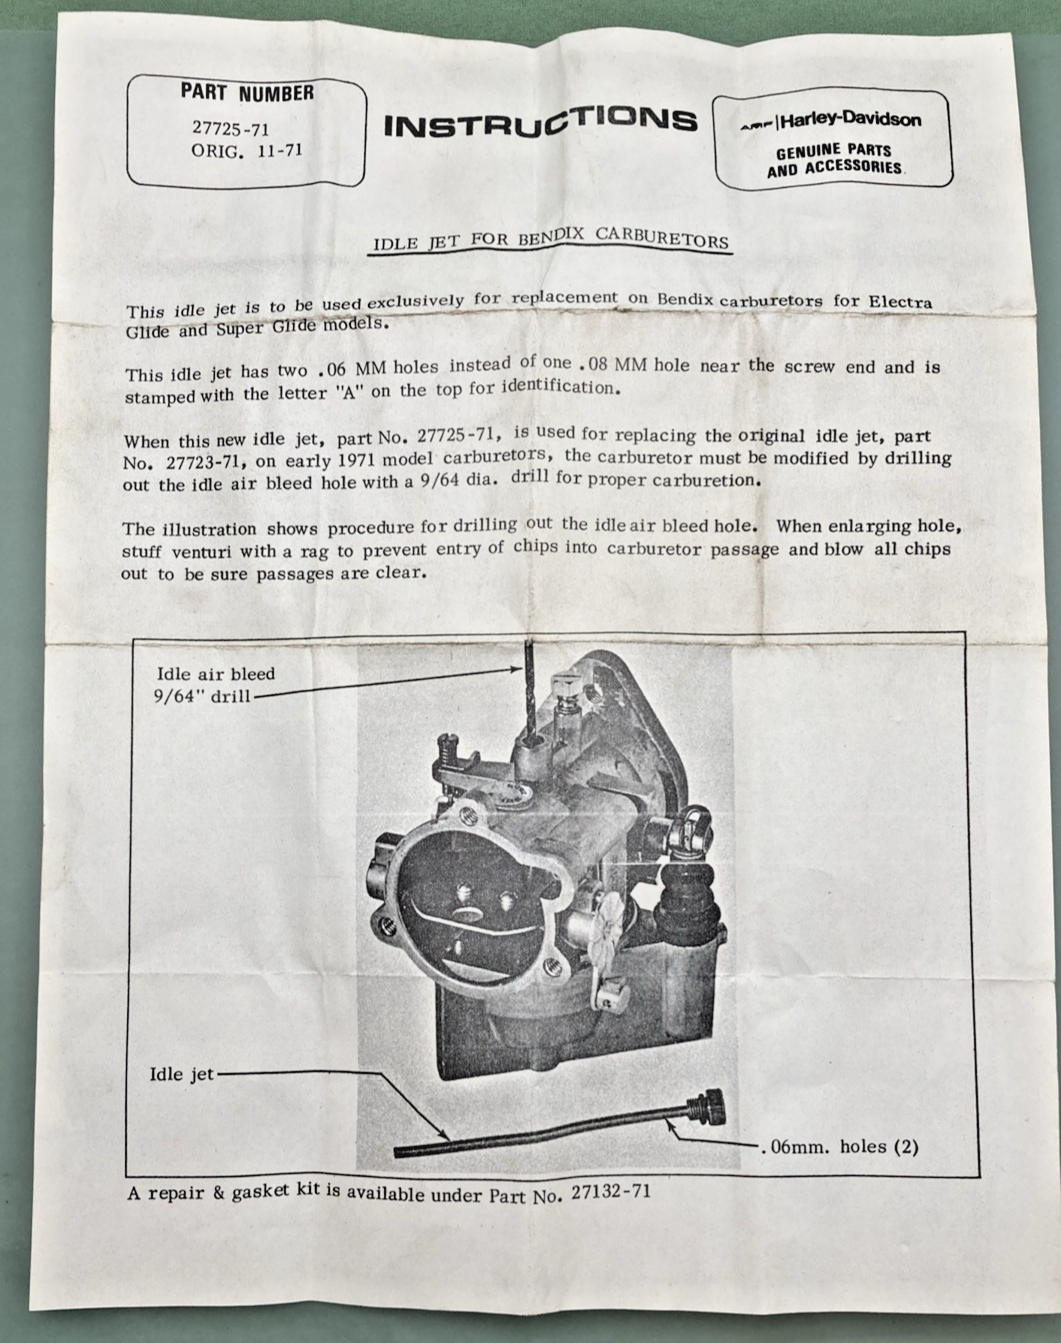 PART NUMBER
27725-71
ORIG. 11-71
INSTRUCTIONS
AMF | Harley-Davidson
GENUINE PARTS
AND ACCESSORIES
IDLE JET FOR BENDIX CARBURETORS
This idle jet is to be used exclusively for replacement on Bendix carburetors for Electra
Glide and Super Glide models.
This idle jet has two .06 MM holes instead of one .08 MM hole near the screw end and is
stamped with the letter "A" on the top for identification.
When this new idle jet, part No. 27725-71, is used for replacing the original idle jet, part
No. 27723-71, on early 1971 model carburetors, the carburetor must be modified by drilling
out the idle air bleed hole with a 9/64 dia. drill for proper carburetion.
The illustration shows procedure for drilling out the idle air bleed hole. When enlarging hole,
stuff venturi with a rag to prevent entry of chips into carburetor passage and blow all chips
out to be sure passages are clear.
Idle air bleed
9/64" drill
Idle jet
.06mm. holes (2)
A repair & gasket kit is available under Part No. 27132-71